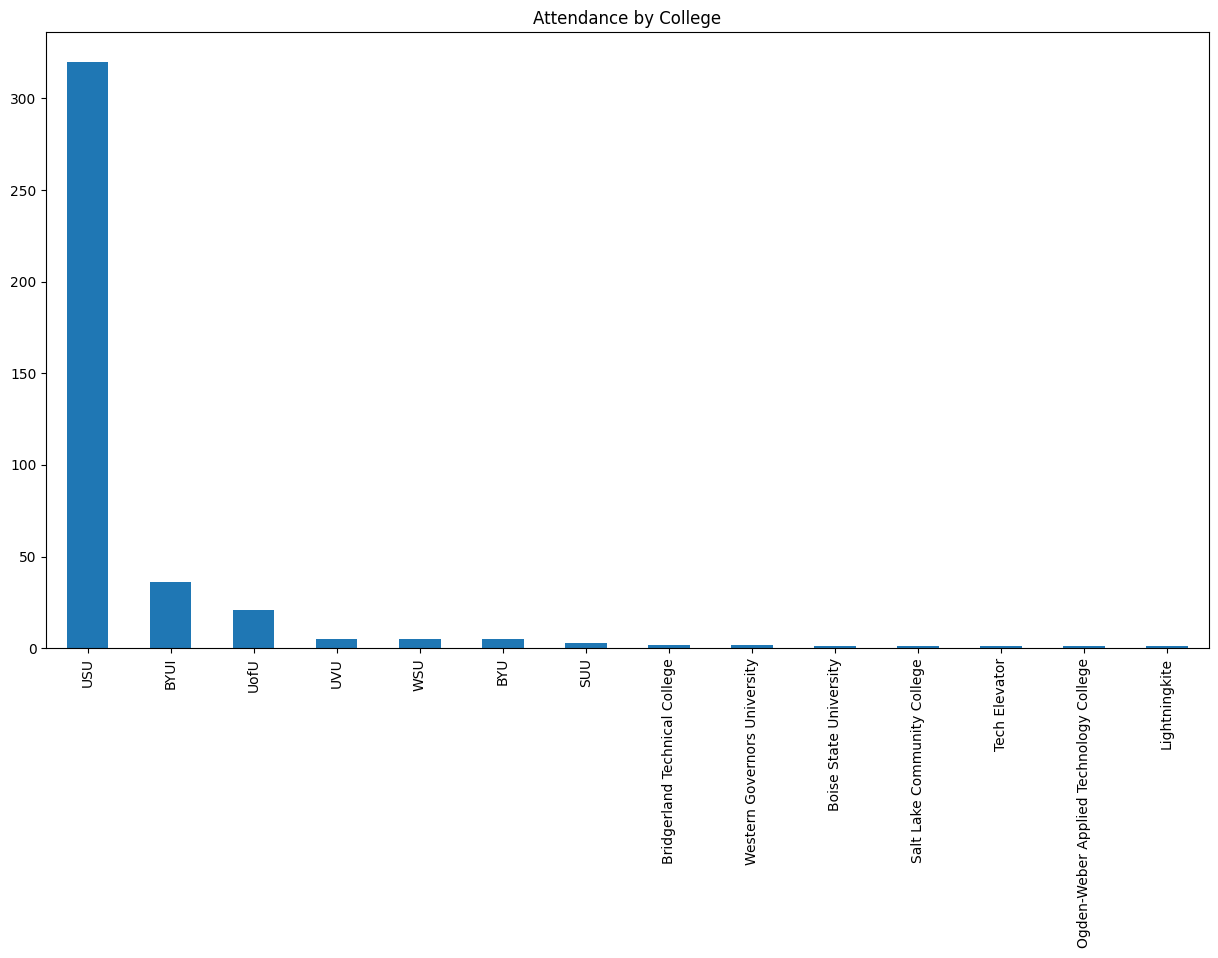 Attendance by College
300
250
200
150
100
50
0
USU
BYUI
UofU
UVU
WSU
BYU
SUU
Bridgerland Technical College
Western Governors University
Boise State University
Salt Lake Community College
Tech Elevator
Ogden-Weber Applied Technology College
Lightningkite